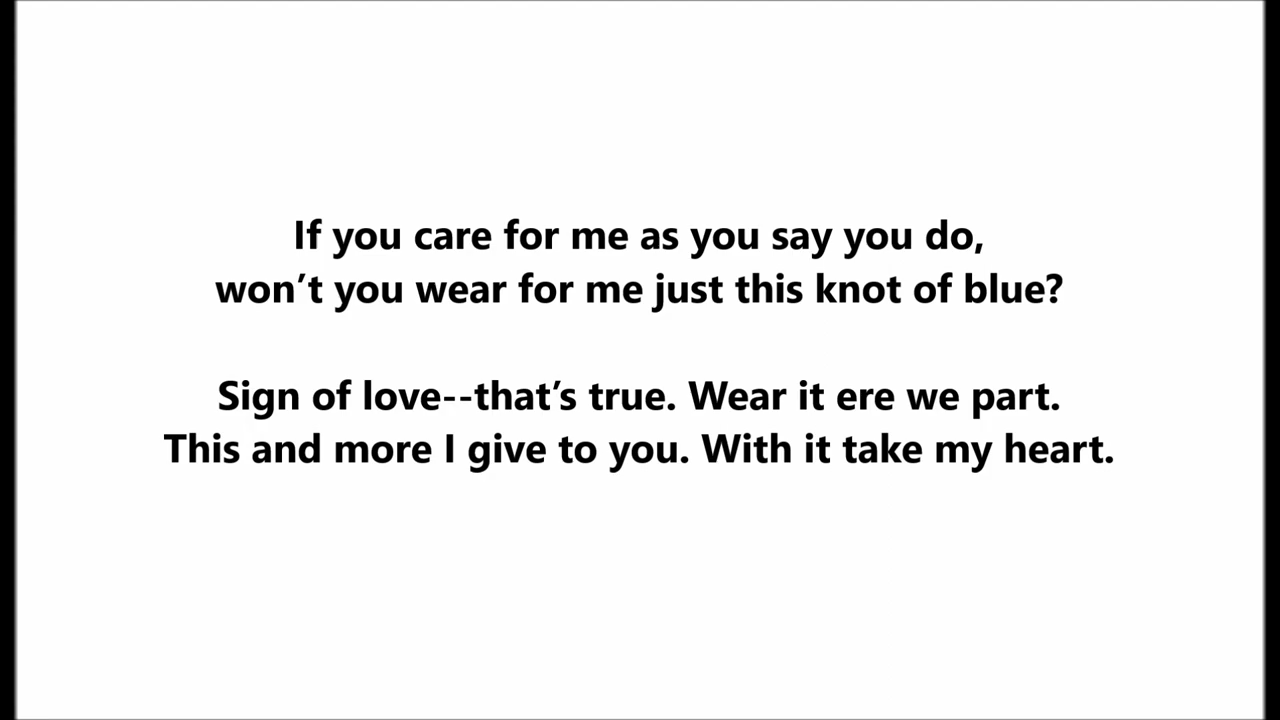 If you care for me as you say you do,
won’t you wear for me just this knot of blue?
Sign of love--that’s true. Wear it ere we part.
This and more I give to you. With it take my heart.